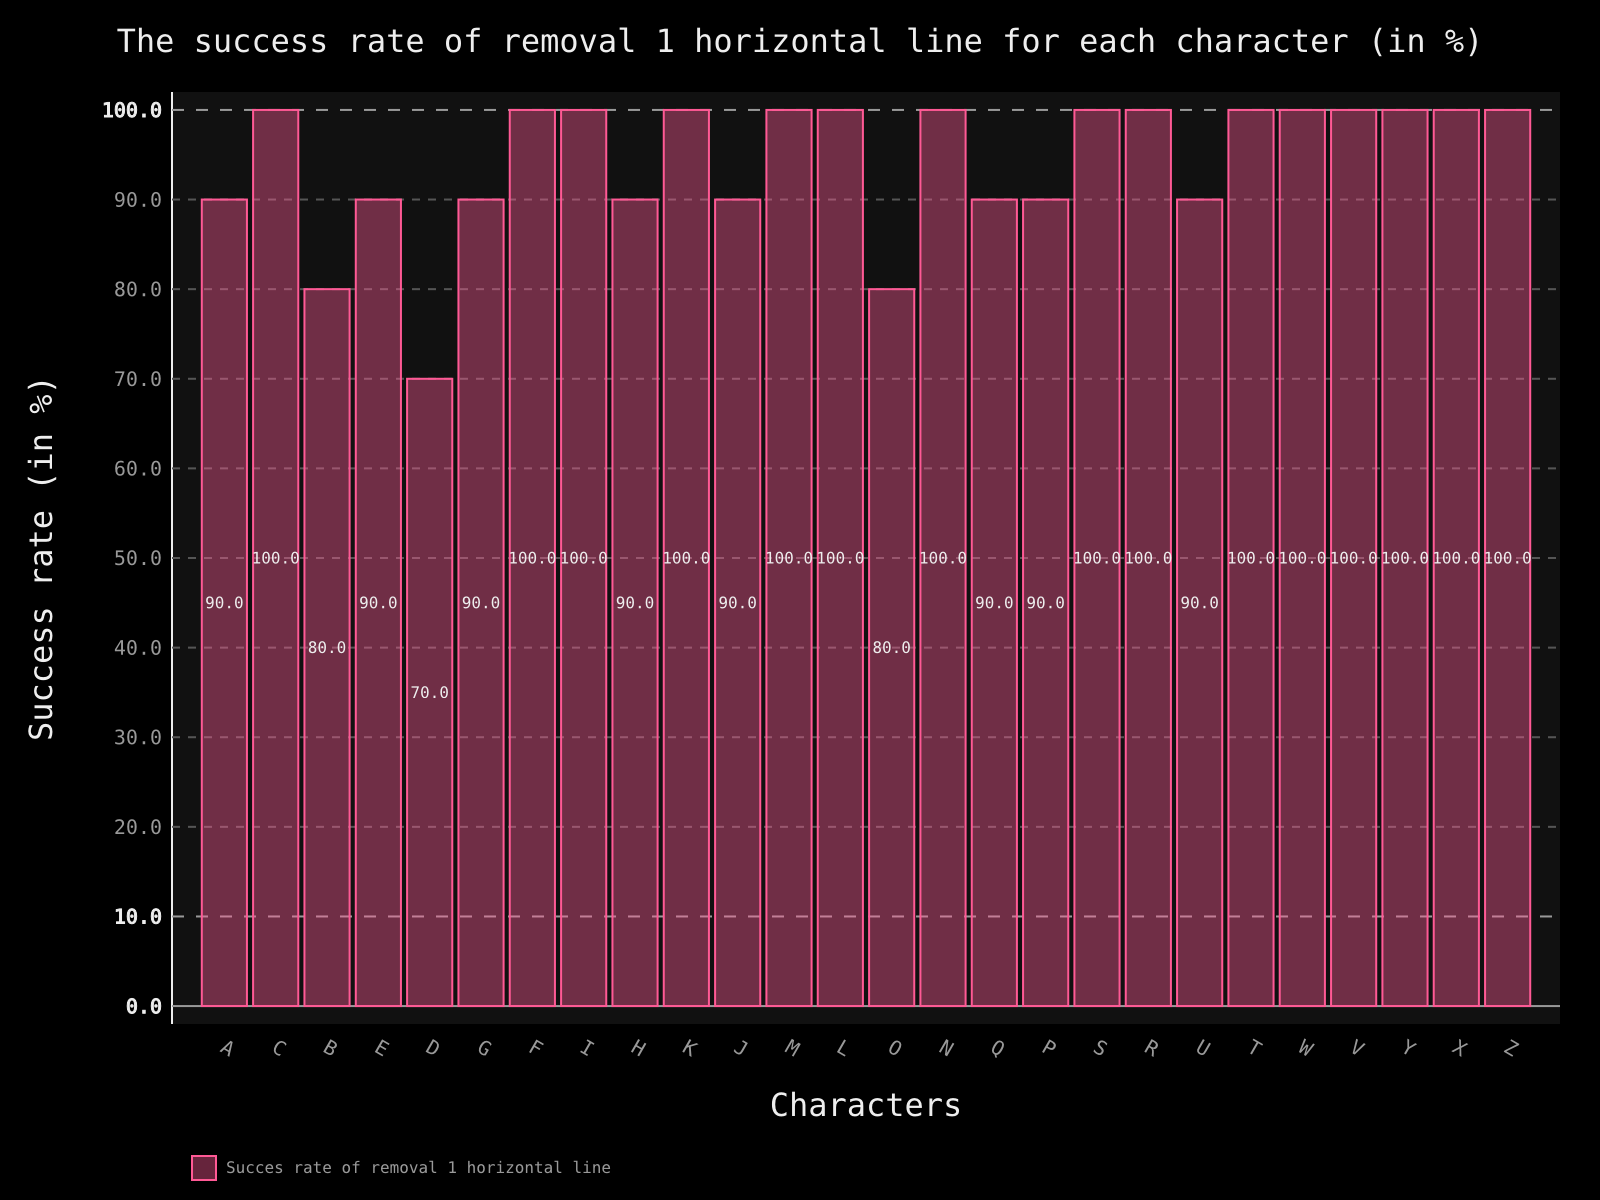 The success rate of removal 1 horizontal line for each character (in %)
Success rate (in %)
100.0
90.0
80.0
70.0
60.0
50.0
40.0
30.0
20.0
10.0
0.0
90.0 100.0 80.0 90.0 70.0 90.0 100.0 100.0 90.0 100.0 90.0 100.0 100.0 80.0 100.0 90.0 90.0 100.0 100.0 90.0 100.0 100.0 100.0 100.0 100.0 100.0
A C B E D G F I H K J M L O N Q P S R U T W V Y X Z
Characters
Succes rate of removal 1 horizontal line